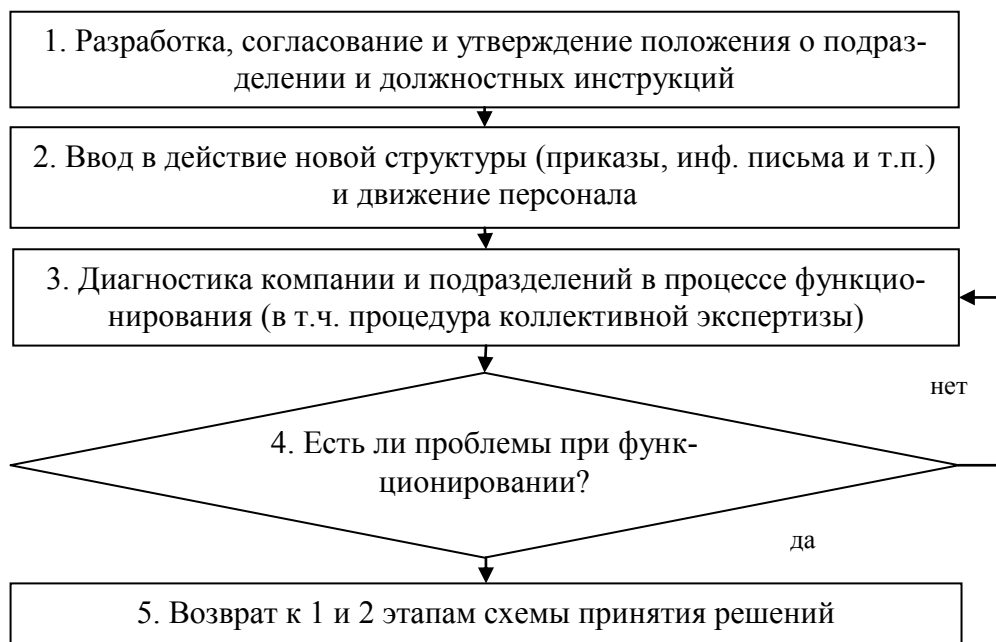 1. Разработка, согласование и утверждение положения о подраз-
делении и должностных инструкций
2. Ввод в действие новой структуры (приказы, инф. письма и т.п.)
и движение персонала
3. Диагностика компании и подразделений в процессе функцио-
нирования (в т.ч. процедура коллективной экспертизы)
нет
4. Есть ли проблемы при функ-
ционировании?
да
5. Возврат к 1 и 2 этапам схемы принятия решений